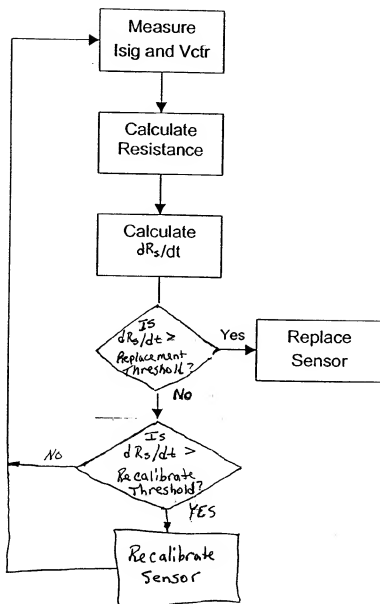 Measure
Isig and Vctr
Calculate
Resistance
Calculate
dRs/dt
Is
dRs/dt ≥
Replacement
Threshold?
Yes
Replace
Sensor
No
Is
dRs/dt >
Recalibrate
Threshold?
No
YES
Recalibrate
Sensor